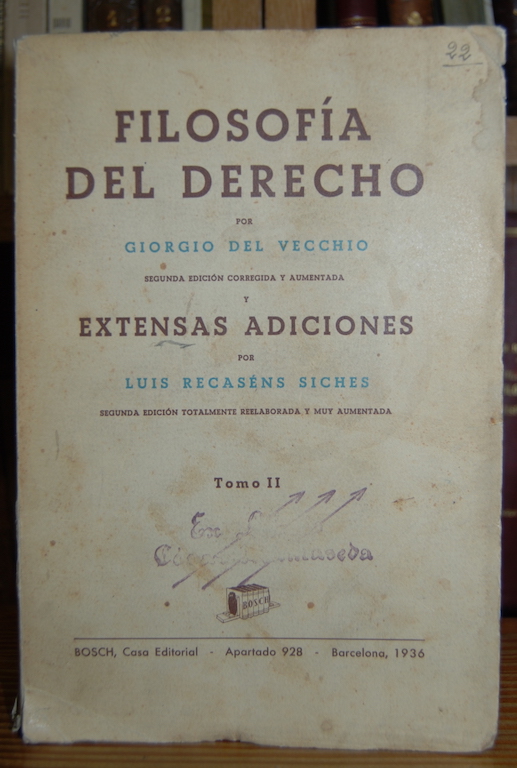 22
FILOSOFÍA
DEL DERECHO
POR
GIORGIO DEL VECCHIO
SEGUNDA EDICIÓN CORREGIDA Y AUMENTADA
Y
EXTENSAS ADICIONES
POR
LUIS RECASÉNS SICHES
SEGUNDA EDICIÓN TOTALMENTE REELABORADA Y MUY AUMENTADA
Tomo II
Ex
BOSCH
BOSCH, Casa Editorial - Apartado 928 - Barcelona, 1936